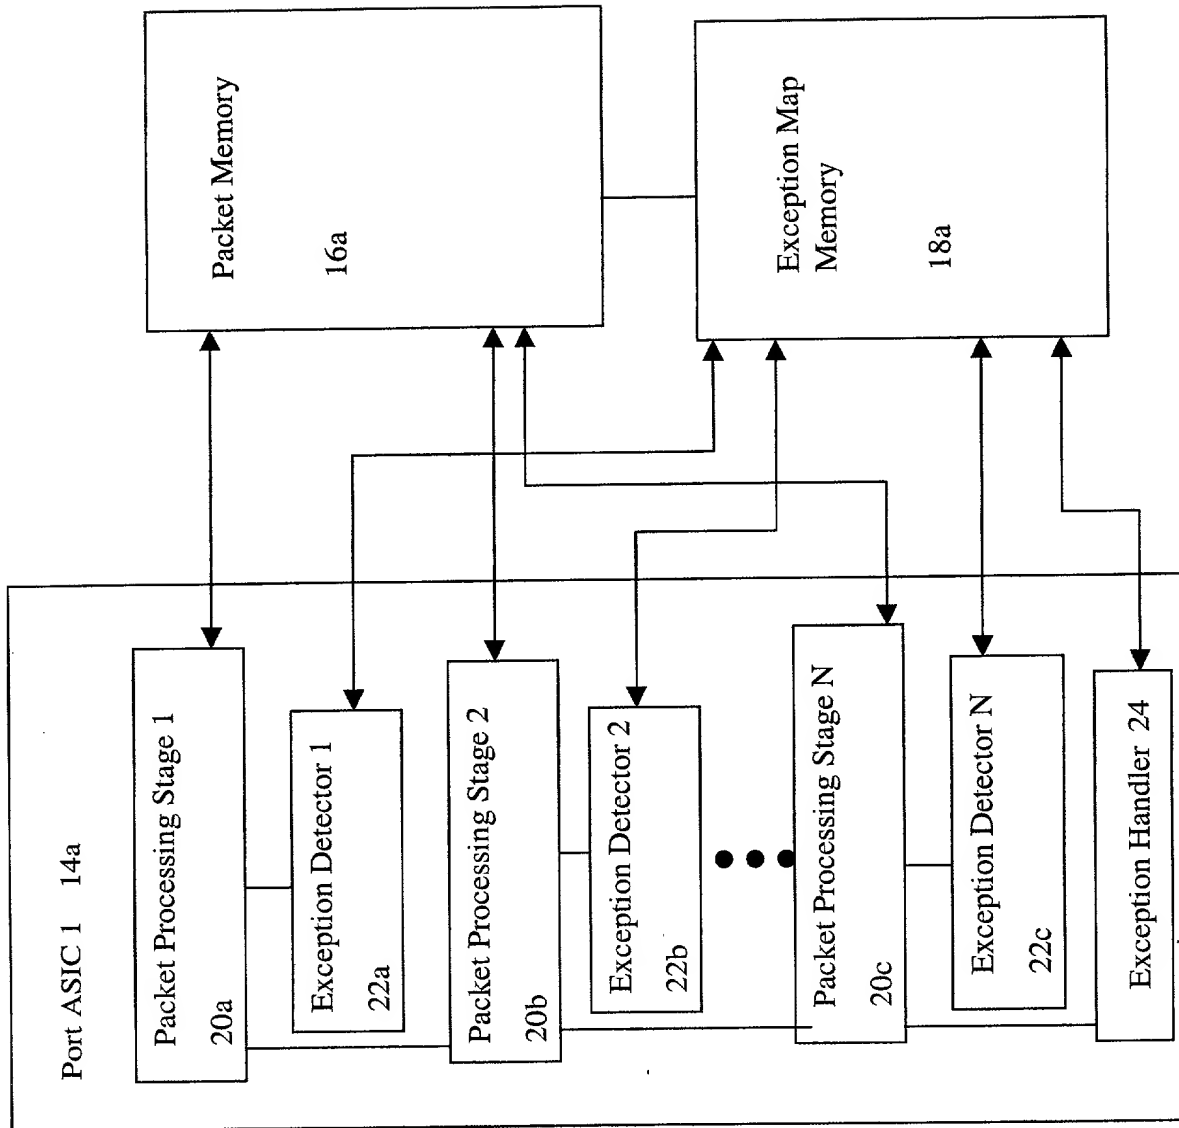 Port ASIC 1 14a
Packet Processing Stage 1
20a
Exception Detector 1
22a
Packet Processing Stage 2
20b
Exception Detector 2
22b
Packet Processing Stage N
20c
Exception Detector N
22c
Exception Handler 24
Packet Memory
16a
Exception Map
Memory
18a